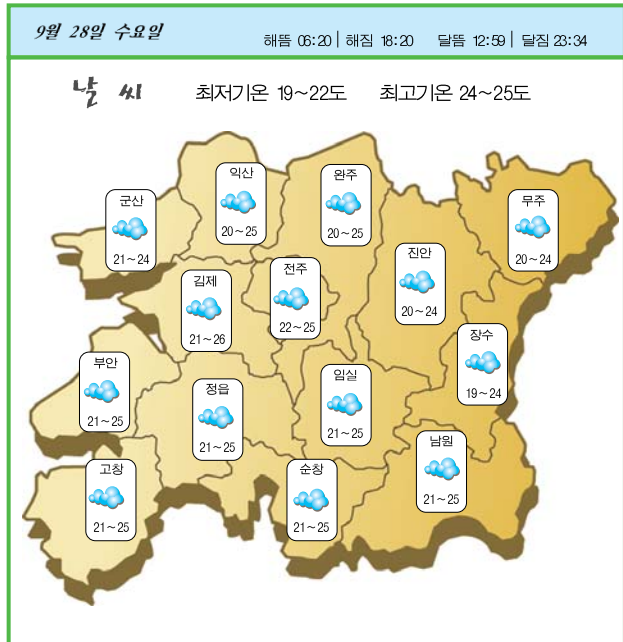 9월 28일 수요일
해뜸 06:20 | 해짐 18:20 달뜸 12:59 | 달짐 23:34
날 씨 최저기온 19~22도 최고기온 24~25도
익산
20~25
완주
20~25
군산
21~24
무주
20~24
진안
20~24
전주
22~25
김제
21~26
장수
19~24
부안
21~25
정읍
21~25
임실
21~25
남원
21~25
고창
21~25
순창
21~25